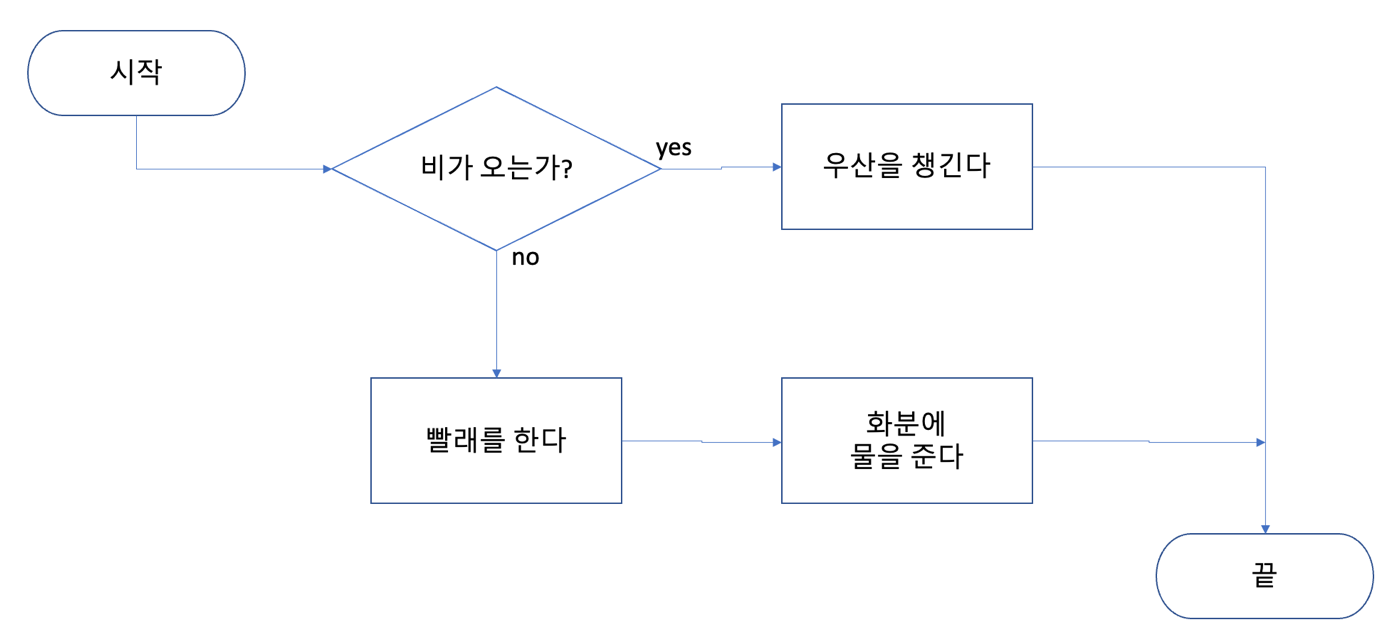 시작
비가 오는가?
yes
우산을 챙긴다
no
빨래를 한다
화분에
물을 준다
끝